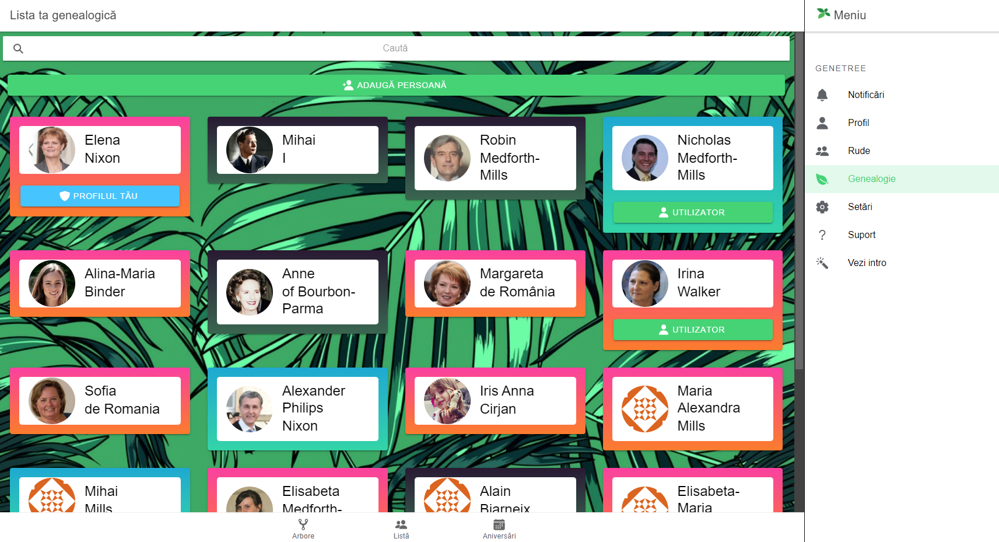 Lista ta genealogică
Meniu
Caută
ADAUGĂ PERSOANĂ
Elena
Nixon
PROFILUL TĂU
Mihai
I
Robin
Medforth-
Mills
Nicholas
Medforth-
Mills
UTILIZATOR
Alina-Maria
Binder
Anne
of Bourbon-
Parma
Margareta
de România
Irina
Walker
UTILIZATOR
Sofia
de Romania
Alexander
Philips
Nixon
Iris Anna
Cirjan
Maria
Alexandra
Mills
Mihai
Mills
Elisabeta
Medforth-
Alain
Biarneix
Elisabeta-
Maria
Arbore
Listă
Aniversări
GENETREE
Notificări
Profil
Rude
Genealogie
Setări
Suport
Vezi intro